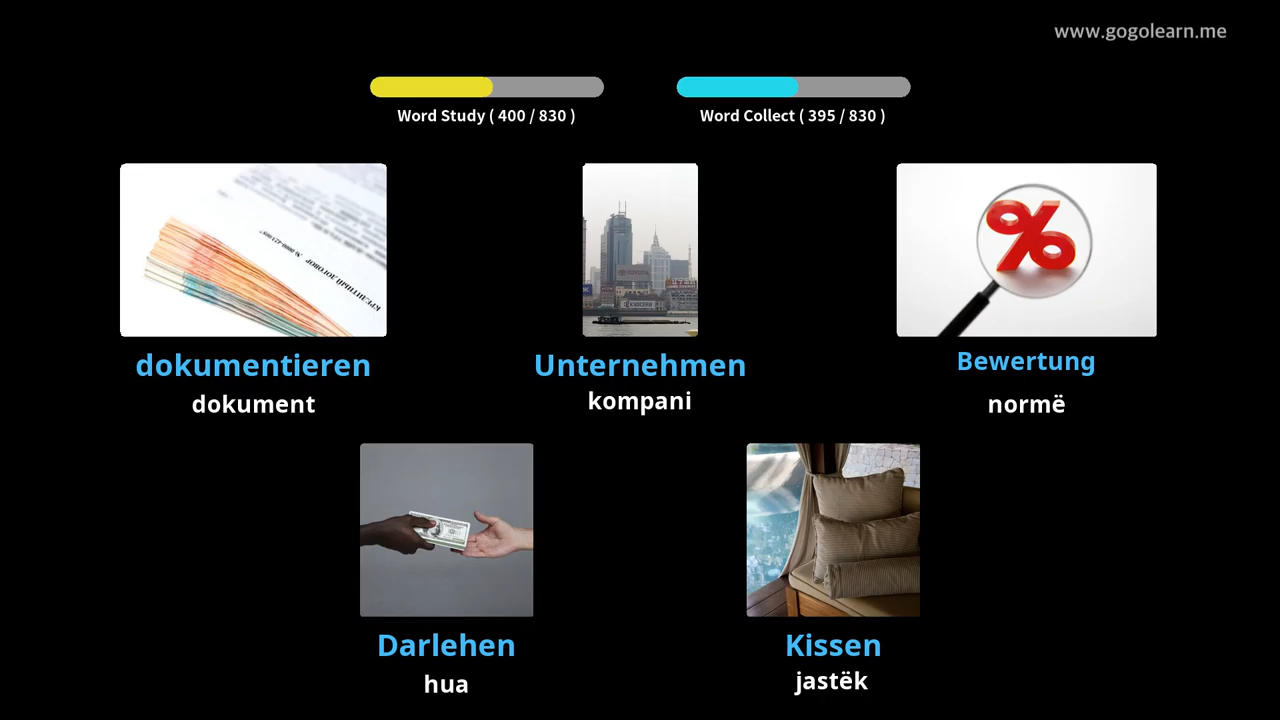 www.gogolearn.me
Word Study ( 400 / 830 )
Word Collect ( 395 / 830 )
dokumentieren
dokument
Unternehmen
kompani
Bewertung
normë
Darlehen
hua
Kissen
jastëk